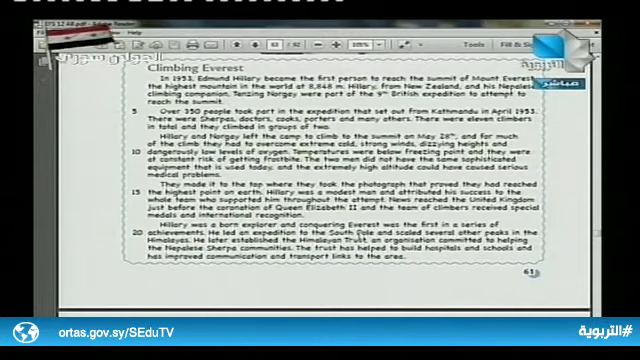 EFS 12 AB.pdf - Adobe Reader
Help
63 / 92
105%
Tools
Fill &
التربوية
مباشر
الجولان سوري
Climbing Everest
In 1953, Edmund Hillary became the first person to reach the summit of Mount Everest,
the highest mountain in the world at 8,848 m. Hillary, from New Zealand, and his Nepalese
climbing companion, Tenzing Norgay were part of the 9th British expedition to attempt to
reach the summit.
5 Over 350 people took part in the expedition that set out from Kathmandu in April 1953.
There were Sherpas, doctors, cooks, porters and many others. There were eleven climbers
in total and they climbed in groups of two.
Hillary and Norgay left the camp to climb to the summit on May 28th, and for much
of the climb they had to overcome extreme cold, strong winds, dizzying heights and
10 dangerously low levels of oxygen. Temperatures were below freezing point and they were
at constant risk of getting frostbite. The two men did not have the same sophisticated
equipment that is used today, and the extremely high altitude could have caused serious
medical problems.
They made it to the top where they took the photograph that proved they had reached
15 the highest point on earth. Hillary was a modest man and attributed his success to the
whole team who supported him throughout the attempt. News reached the United Kingdom
just before the coronation of Queen Elizabeth II and the team of climbers received special
medals and international recognition.
Hillary was a born explorer and conquering Everest was the first in a series of
20 achievements. He led an expedition to the South Pole and scaled several other peaks in the
Himalayas. He later established the Himalayan Trust, an organisation committed to helping
the Nepalese Sherpa communities. The trust has helped to build hospitals and schools and
has improved communication and transport links to the area.
61
ortas.gov.sy/SEduTV
#التربوية